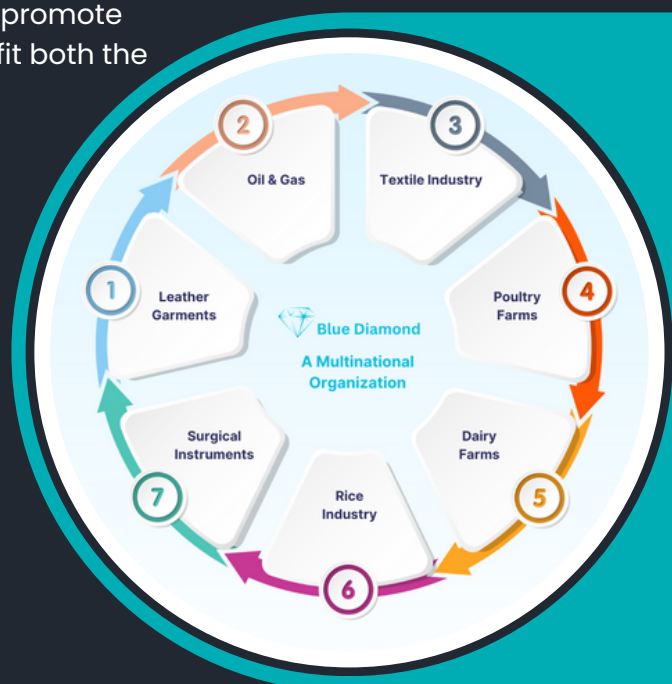 promote
fit both the
2
Oil & Gas
3
Textile Industry
1
Leather
Garments
4
Poultry
Farms
Blue Diamond
A Multinational
Organization
7
Surgical
Instruments
6
Rice
Industry
5
Dairy
Farms